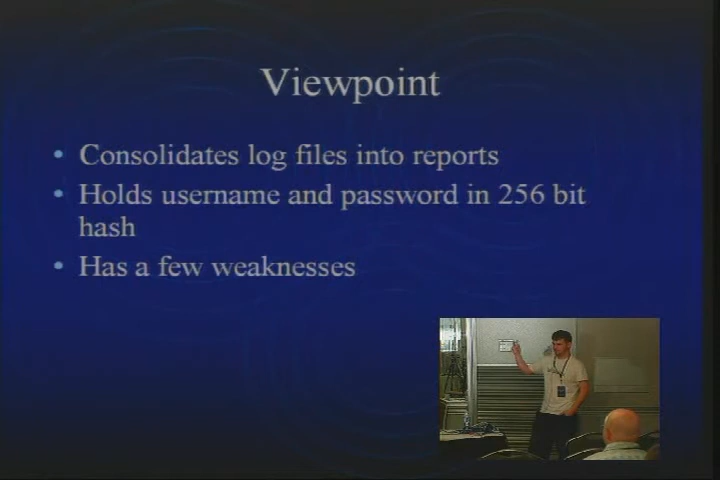 Viewpoint
• Consolidates log files into reports
• Holds username and password in 256 bit
hash
• Has a few weaknesses